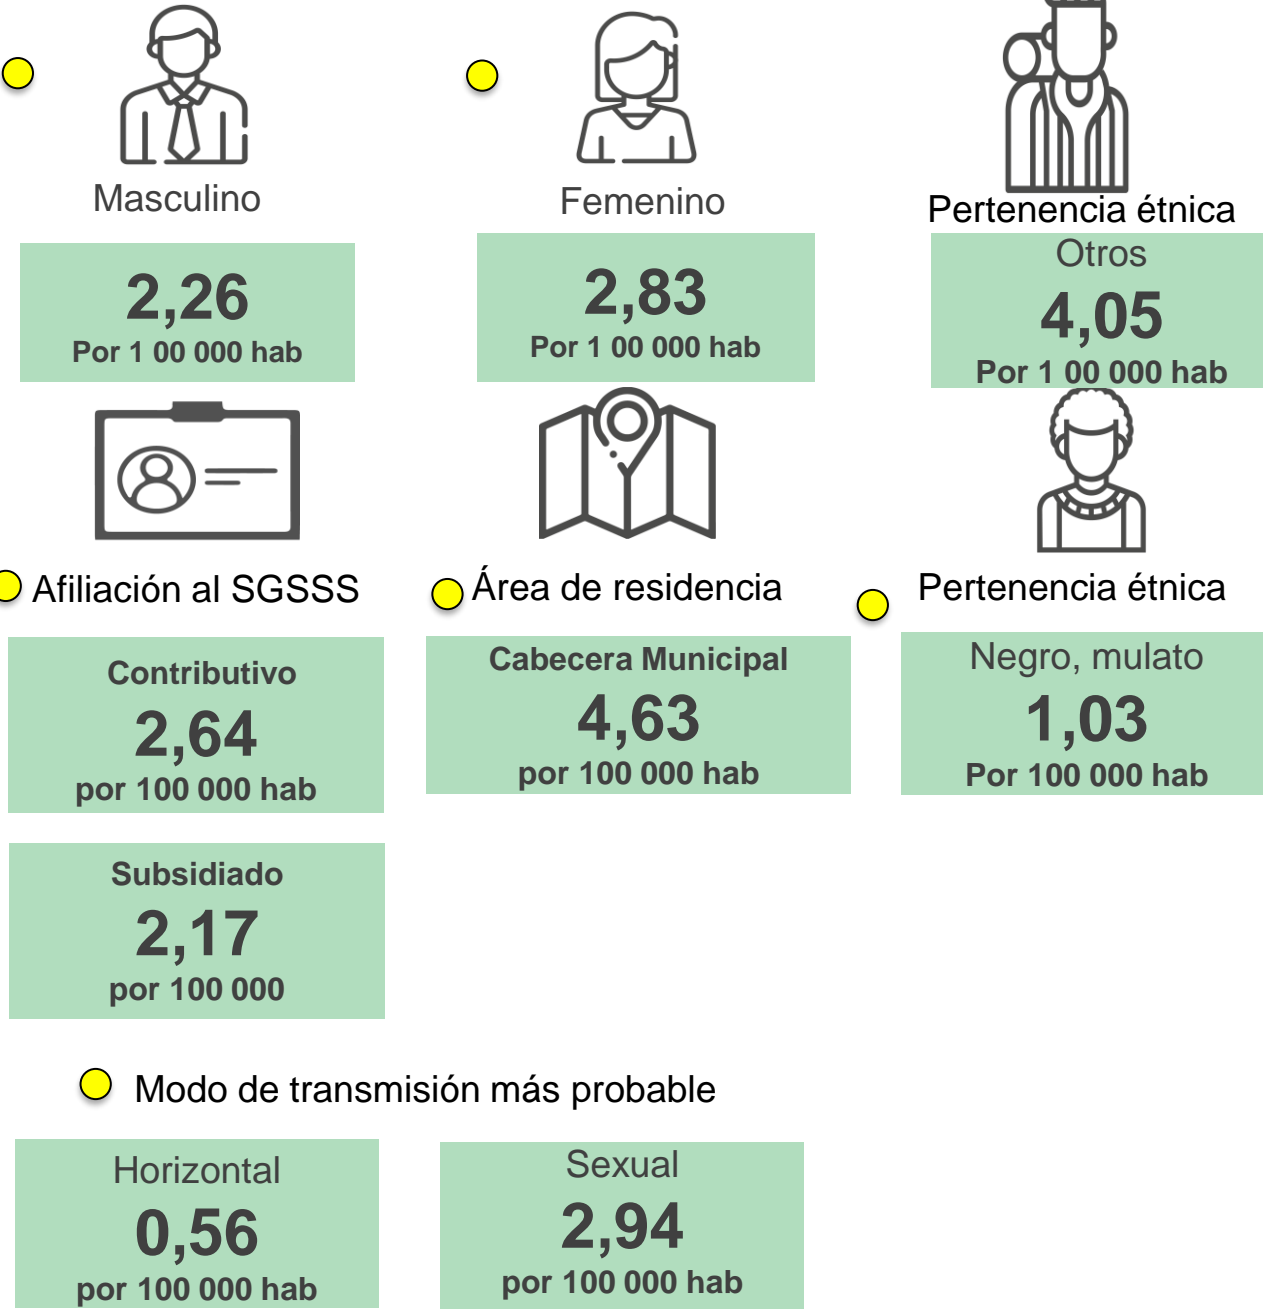 Masculino
2,26
Por 1 00 000 hab
Femenino
2,83
Por 1 00 000 hab
Pertenencia étnica
Otros
4,05
Por 1 00 000 hab
Afiliación al SGSSS
Contributivo
2,64
por 100 000 hab
Subsidiado
2,17
por 100 000
Área de residencia
Cabecera Municipal
4,63
por 100 000 hab
Pertenencia étnica
Negro, mulato
1,03
Por 100 000 hab
Modo de transmisión más probable
Horizontal
0,56
por 100 000 hab
Sexual
2,94
por 100 000 hab